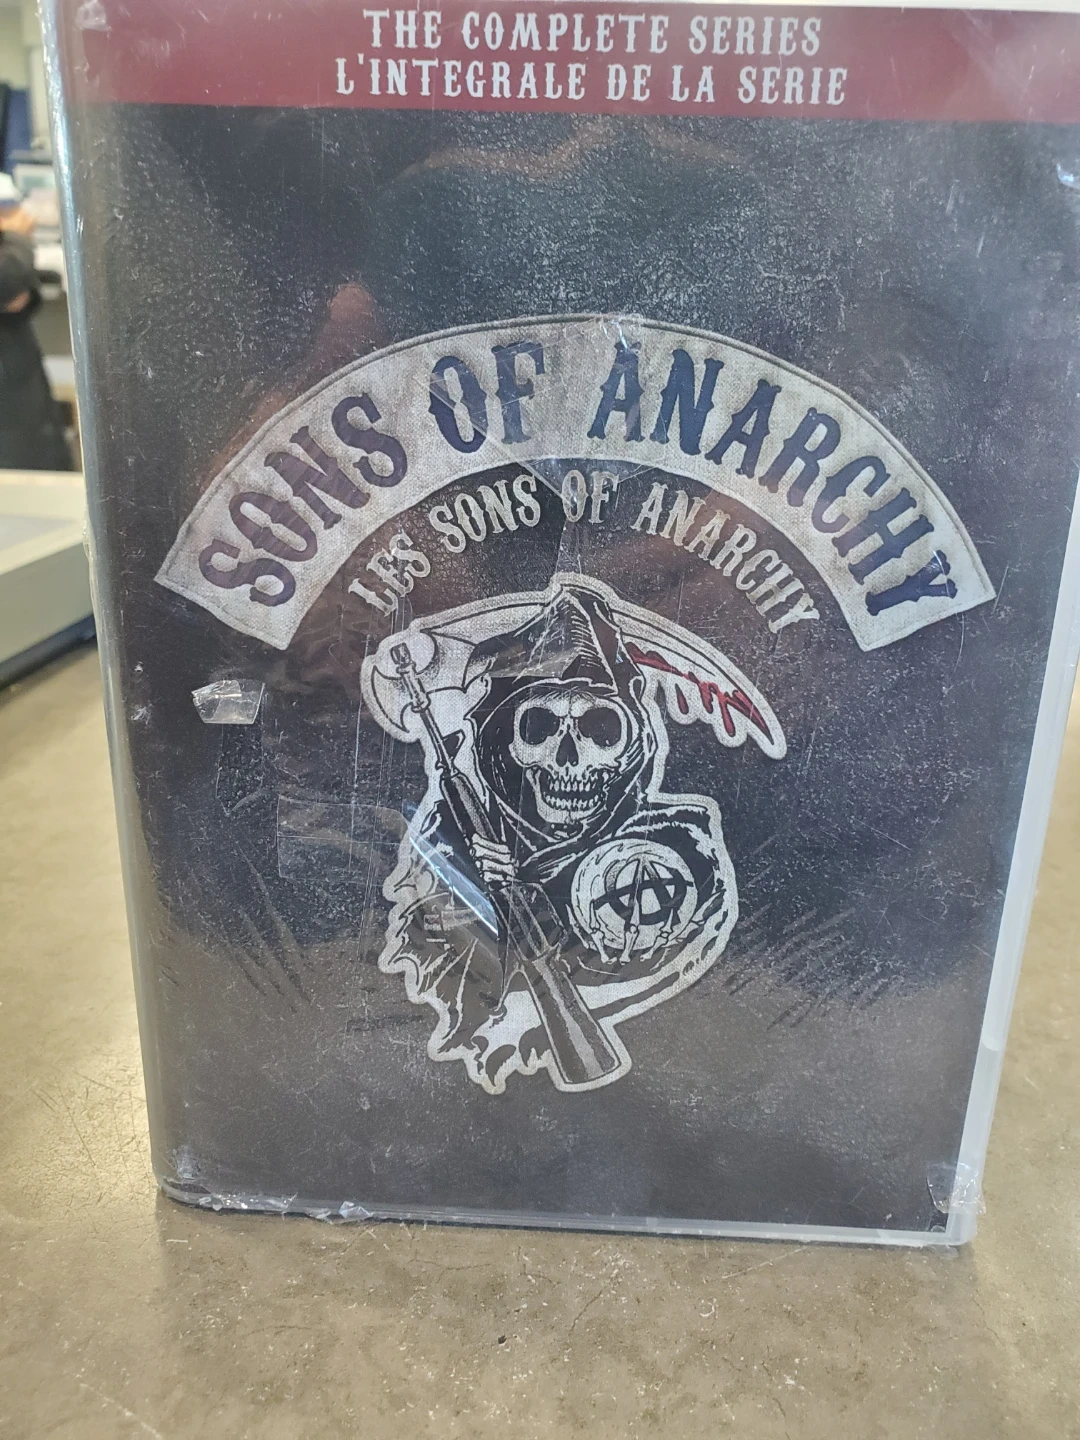 THE COMPLETE SERIES
L'INTEGRALE DE LA SERIE
SONS OF ANARCHY
LES SONS OF ANARCHY